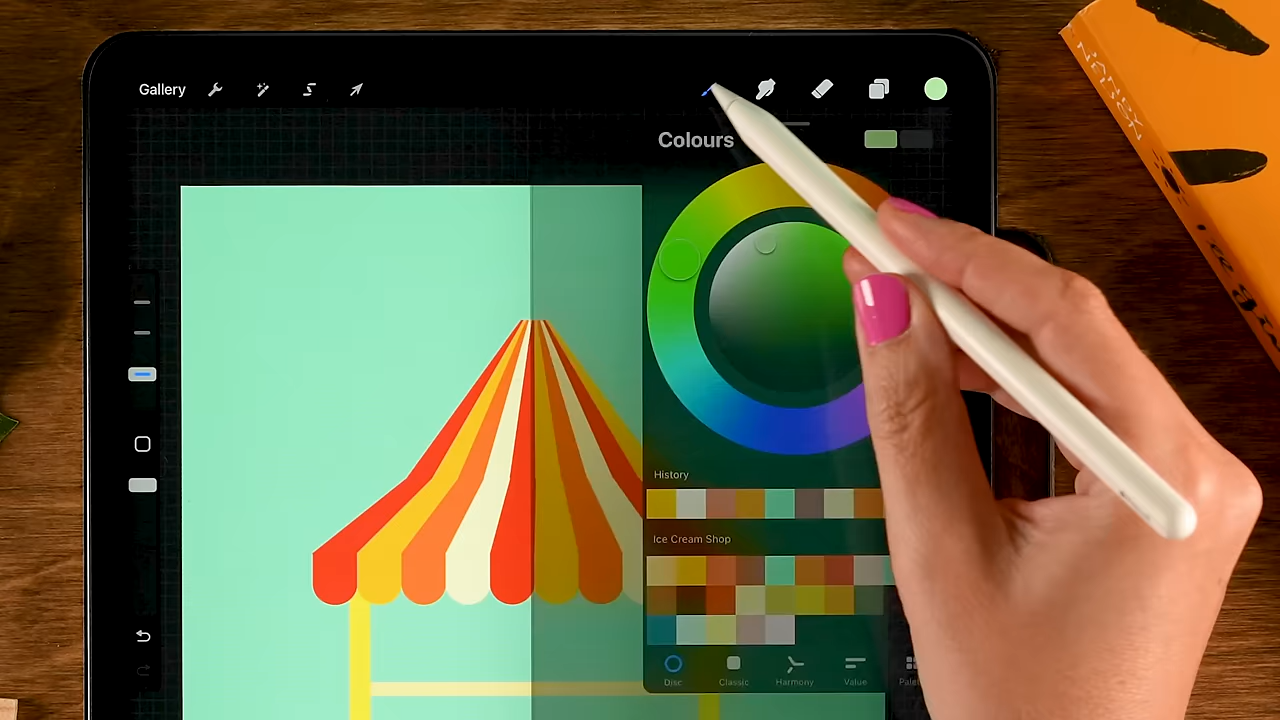 Gallery
Colours
History
Ice Cream Shop
Disc
Classic
Harmony
Value